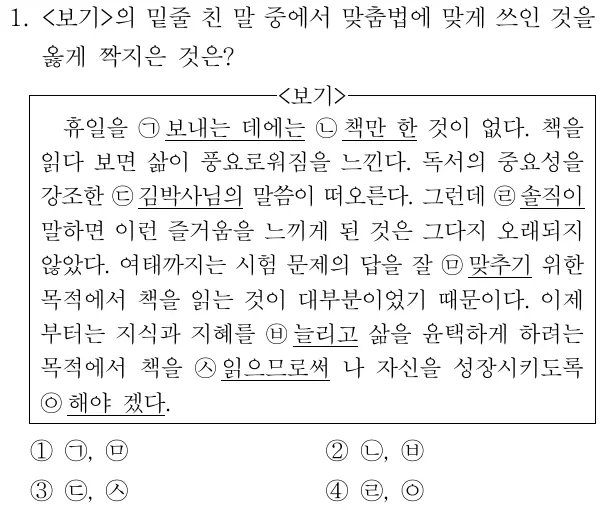 1. <보기>의 밑줄 친 말 중에서 맞춤법에 맞게 쓰인 것을
옳게 짝지은 것은?
<보기>
휴일을 ㉠ 보내는 데에는 ㉡ 책만 한 것이 없다. 책을
읽다 보면 삶이 풍요로워짐을 느낀다. 독서의 중요성을
강조한 ㉢ 김박사님의 말씀이 떠오른다. 그런데 ㉣ 솔직이
말하면 이런 즐거움을 느끼게 된 것은 그다지 오래되지
않았다. 여태까지는 시험 문제의 답을 잘 ㉤ 맞추기 위한
목적에서 책을 읽는 것이 대부분이었기 때문이다. 이제
부터는 지식과 지혜를 ㉥ 늘리고 삶을 윤택하게 하려는
목적에서 책을 ㉦ 읽으므로써 나 자신을 성장시키도록
㉧ 해야 겠다.
① ㉠, ㉤ ② ㉡, ㉥
③ ㉢, ㉦ ④ ㉣, ㉧